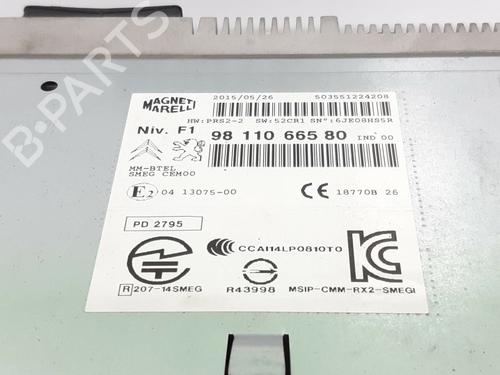 MAGNETI
MARELLI
2015/05/26 503551224208
HW:PRS2-2 SW:52CR1 SN°:6JE08HS5R
Niv. F1
98 110 665 80 IND 00
MM-BTEL
SMEG CEM00
E2 04 13075-00
CE 18770B 26
PD 2795
CCAI14LP0810T0
R 207-14SMEG
R43998
MSIP-CMM-RX2-SMEGI
B-PARTS